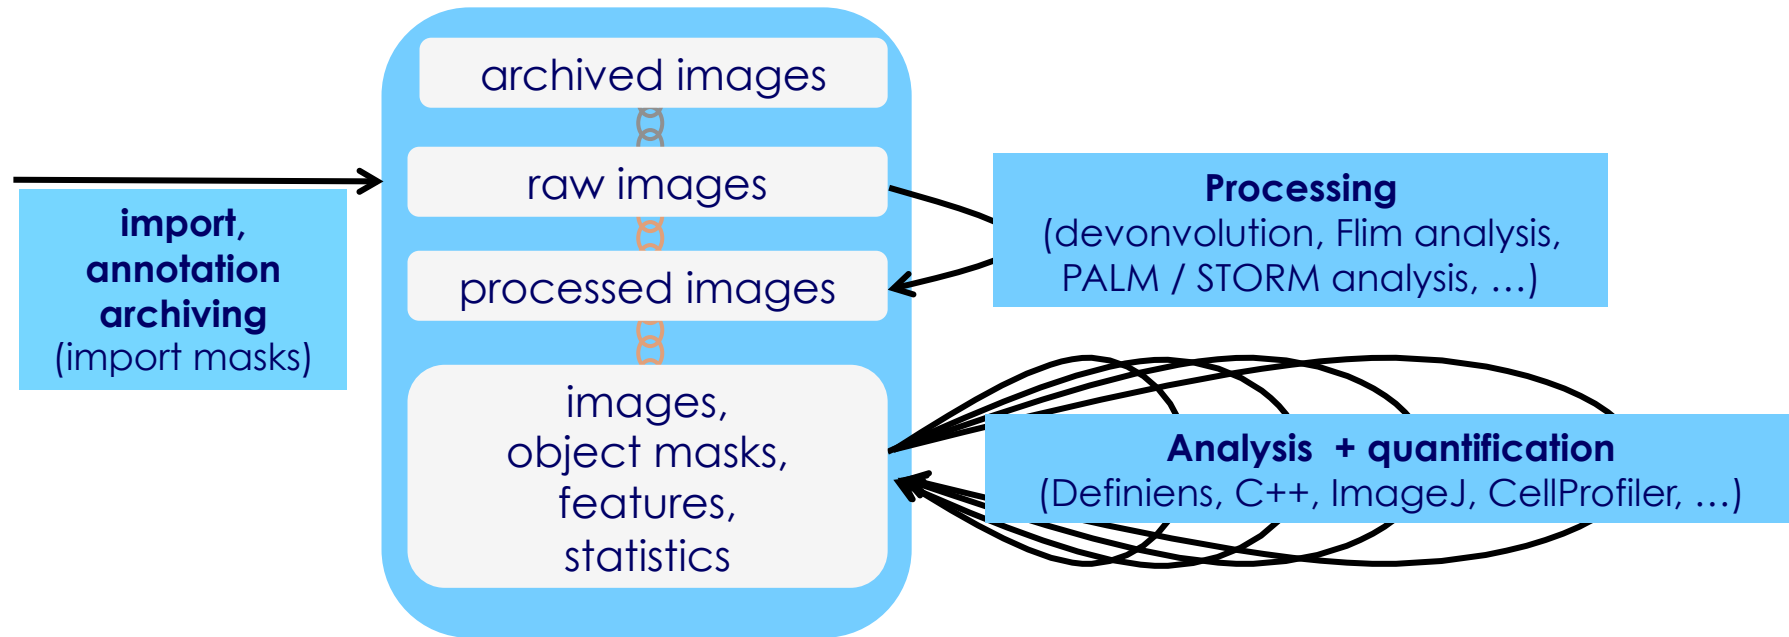 archived images
raw images
processed images
images,
object masks,
features,
statistics
import,
annotation
archiving
(import masks)
Processing
(devonvolution, Flim analysis,
PALM / STORM analysis, …)
Analysis + quantification
(Definiens, C++, ImageJ, CellProfiler, …)